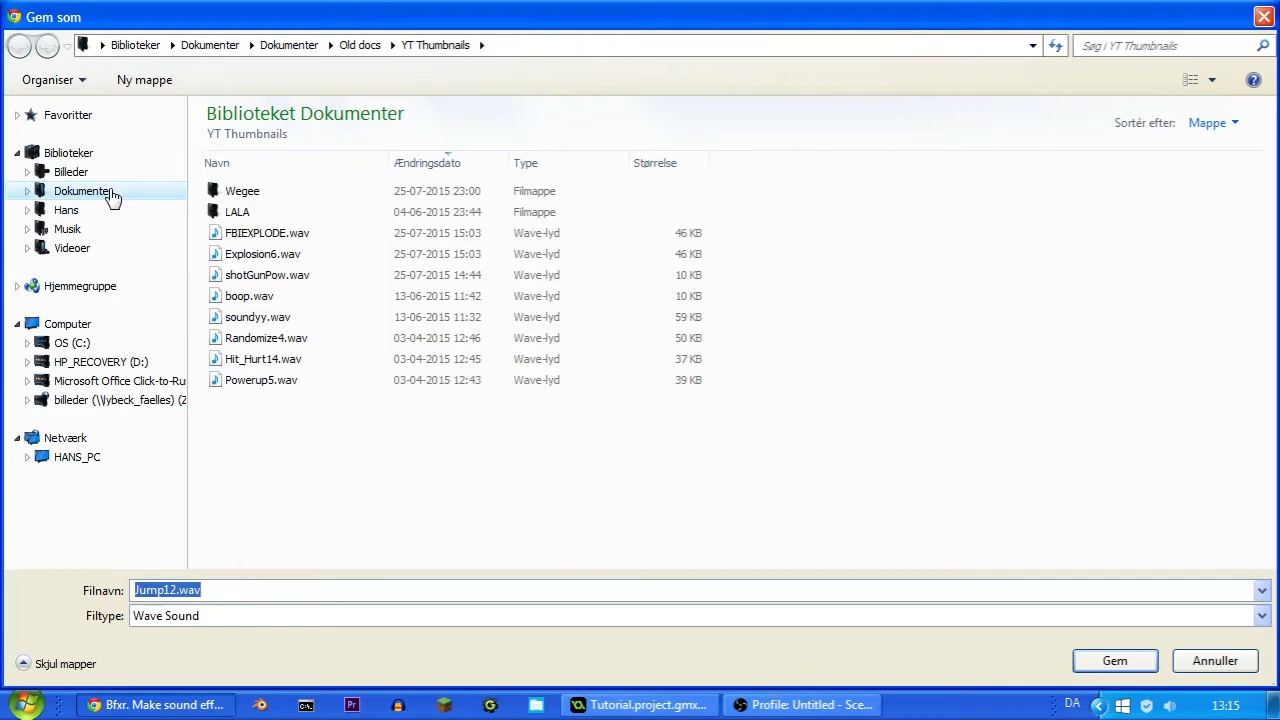 Gem som
Biblioteker Dokumenter Dokumenter Old docs YT Thumbnails
Søg i YT Thumbnails
Organiser Ny mappe
Favoritter
Biblioteker
Billeder
Dokumenter
Hans
Musik
Videoer
Hjemmegruppe
Computer
OS (C:)
HP_RECOVERY (D:)
Microsoft Office Click-to-Ru
billeder (\\lybeck_faelles) (Z
Netværk
HANS_PC
Biblioteket Dokumenter
YT Thumbnails
Sortér efter: Mappe
Navn Ændringsdato Type Størrelse
Wegee 25-07-2015 23:00 Filmappe
LALA 04-06-2015 23:44 Filmappe
FBIEXPLODE.wav 25-07-2015 15:03 Wave-lyd 46 KB
Explosion6.wav 25-07-2015 15:03 Wave-lyd 46 KB
shotGunPow.wav 25-07-2015 14:44 Wave-lyd 10 KB
boop.wav 13-06-2015 11:42 Wave-lyd 10 KB
soundyy.wav 13-06-2015 11:32 Wave-lyd 59 KB
Randomize4.wav 03-04-2015 12:46 Wave-lyd 50 KB
Hit_Hurt14.wav 03-04-2015 12:45 Wave-lyd 37 KB
Powerup5.wav 03-04-2015 12:43 Wave-lyd 39 KB
Filnavn: Jump12.wav
Filtype: Wave Sound
Skjul mapper
Gem Annuller
Bfxr. Make sound eff... Pr Tutorial.project.gmx... Profile: Untitled - Sce... DA 13:15